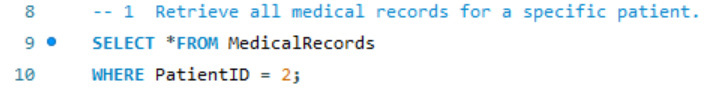 8 -- 1 Retrieve all medical records for a specific patient.
9 SELECT *FROM MedicalRecords
10 WHERE PatientID = 2;